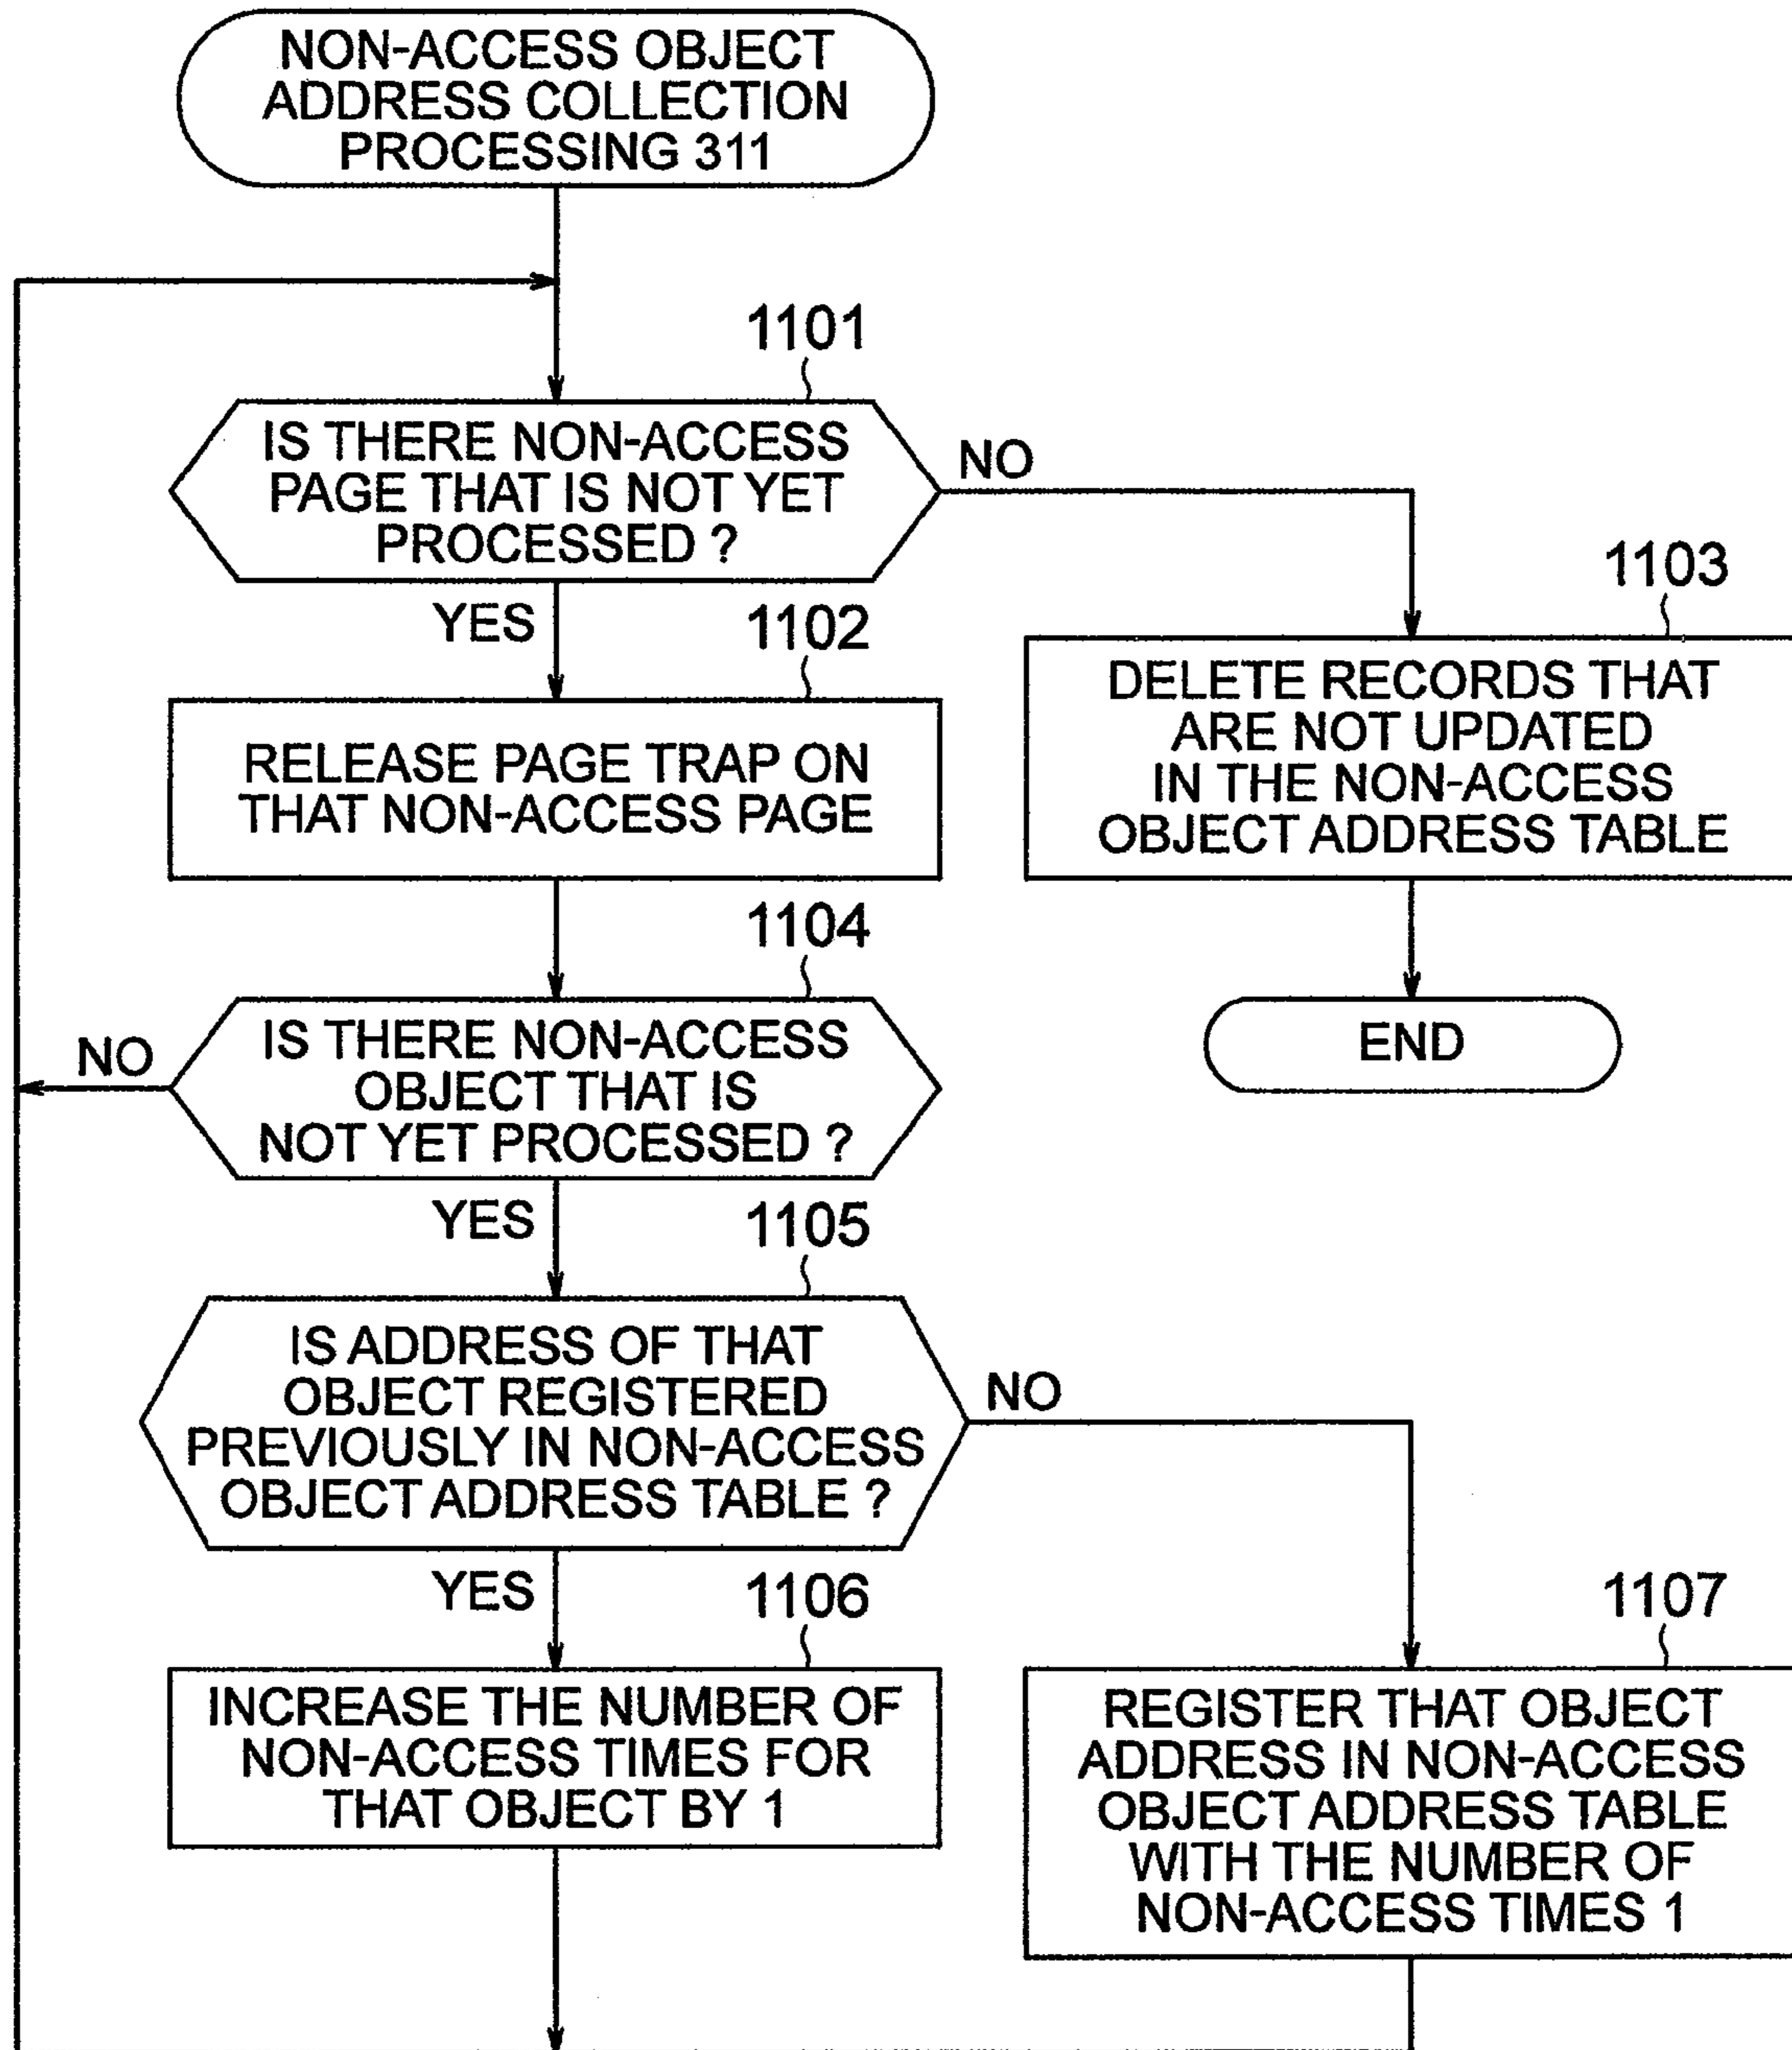 NON-ACCESS OBJECT
ADDRESS COLLECTION
PROCESSING 311
1101
IS THERE NON-ACCESS
PAGE THAT IS NOT YET
PROCESSED ?
NO
YES
1102
RELEASE PAGE TRAP ON
THAT NON-ACCESS PAGE
1103
DELETE RECORDS THAT
ARE NOT UPDATED
IN THE NON-ACCESS
OBJECT ADDRESS TABLE
END
1104
IS THERE NON-ACCESS
OBJECT THAT IS
NOT YET PROCESSED ?
NO
YES
1105
IS ADDRESS OF THAT
OBJECT REGISTERED
PREVIOUSLY IN NON-ACCESS
OBJECT ADDRESS TABLE ?
NO
YES
1106
INCREASE THE NUMBER OF
NON-ACCESS TIMES FOR
THAT OBJECT BY 1
1107
REGISTER THAT OBJECT
ADDRESS IN NON-ACCESS
OBJECT ADDRESS TABLE
WITH THE NUMBER OF
NON-ACCESS TIMES 1